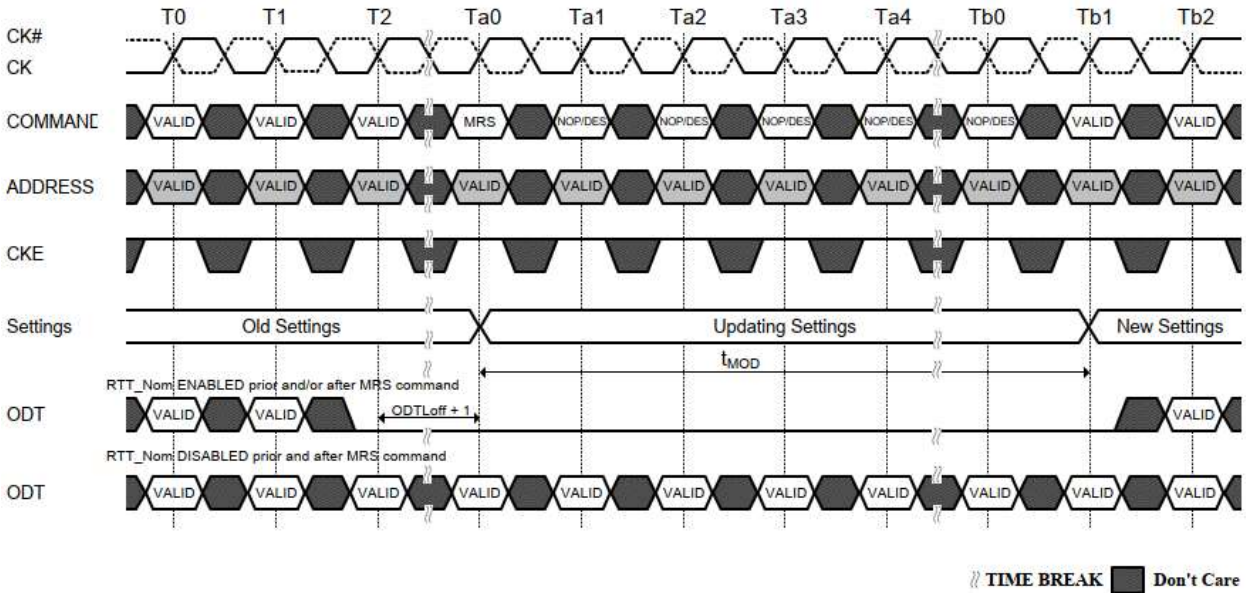 T0 T1 T2 Ta0 Ta1 Ta2 Ta3 Ta4 Tb0 Tb1 Tb2
CK#
CK
COMMAND VALID VALID VALID MRS NOP/DES NOP/DES NOP/DES NOP/DES NOP/DES VALID VALID
ADDRESS VALID VALID VALID VALID VALID VALID VALID VALID VALID VALID VALID
CKE
Settings Old Settings Updating Settings New Settings
tMOD
RTT_Nom ENABLED prior and/or after MRS command
ODT VALID VALID ODTLoff + 1 VALID
RTT_Nom DISABLED prior and after MRS command
ODT VALID VALID VALID VALID VALID VALID VALID VALID VALID VALID VALID
TIME BREAK Don't Care